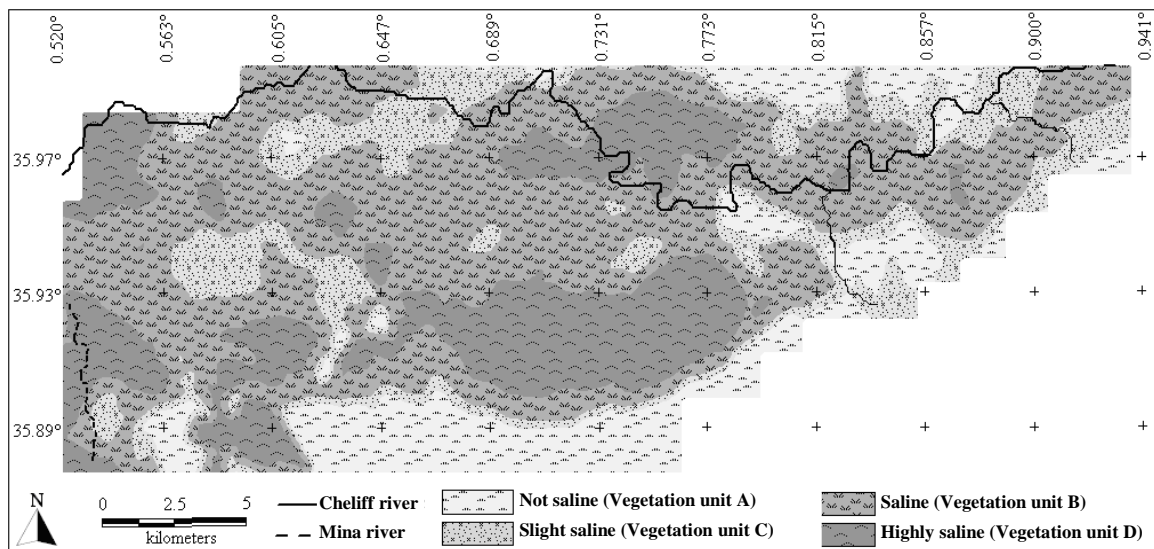 0.520° 0.563° 0.605° 0.647° 0.689° 0.731° 0.773° 0.815° 0.857° 0.900° 0.941°
35.97°
35.93°
35.89°
N
0 2.5 5
kilometers
Cheliff river
Mina river
Not saline (Vegetation unit A)
Slight saline (Vegetation unit C)
Saline (Vegetation unit B)
Highly saline (Vegetation unit D)